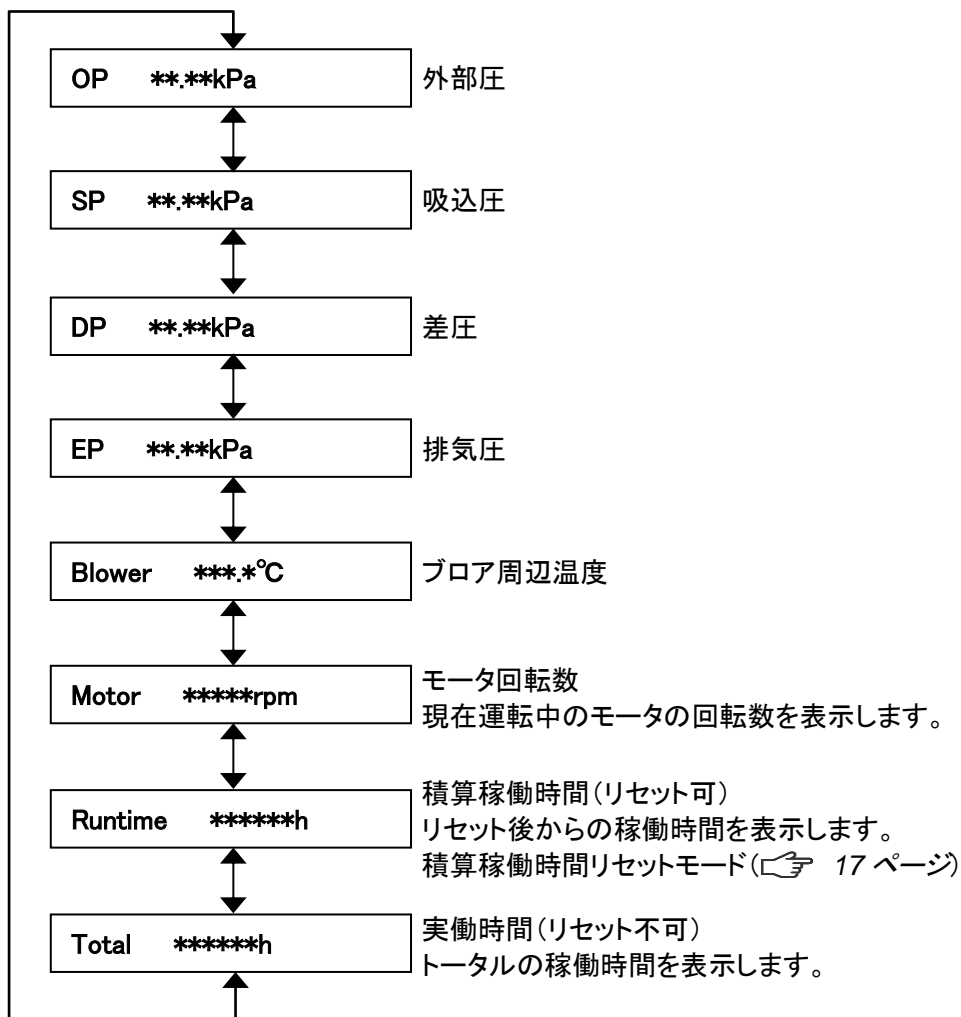 OP **.**kPa 外部圧
SP **.**kPa 吸込圧
DP **.**kPa 差圧
EP **.**kPa 排気圧
Blower ***.*℃ ブロア周辺温度
モータ回転数
Motor *****rpm
現在運転中のモータの回転数を表示します。
積算稼働時間(リセット可)
Runtime ******h
リセット後からの稼働時間を表示します。
積算稼働時間リセットモード(☞ 17 ページ)
実働時間(リセット不可)
Total ******h
トータルの稼働時間を表示します。